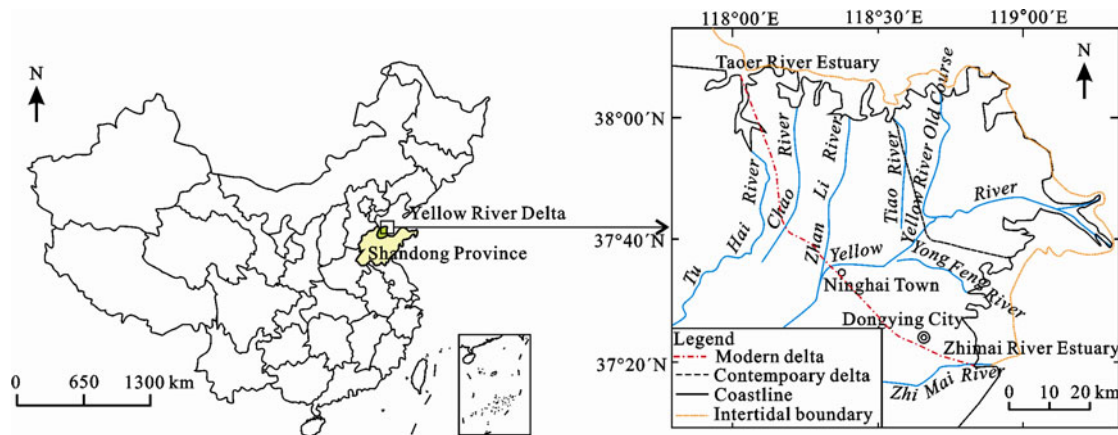 N
Yellow River Delta
Shandong Province
0 650 1300 km
118°00´E 118°30´E 119°00´E
N
Taoer River Estuary
38°00´N
37°40´N
37°20´N
Tu Hai River
Chao River
Zhan Li River
Tiao River
Yellow River Old Course
Yellow River
Yong Feng River
Ninghai Town
Dongying City
Zhimai River Estuary
Zhi Mai River
Legend
Modern delta
Contempoary delta
Coastline
Intertidal boundary
0 10 20 km